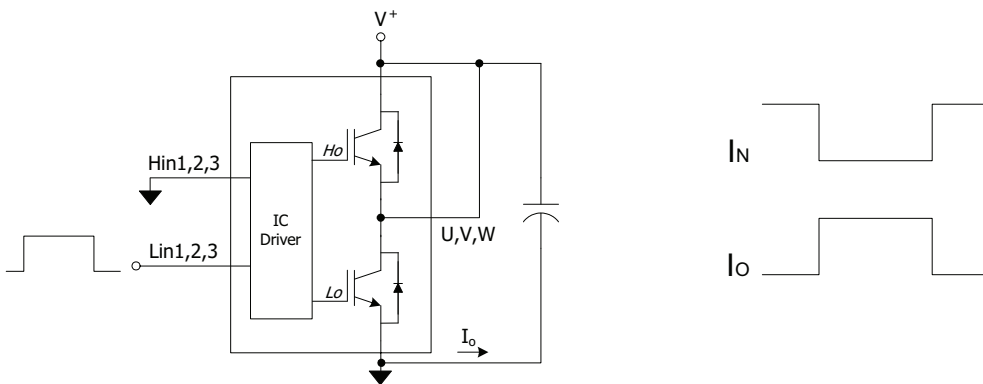 V+
Hin1,2,3
Ho
IC
Driver
U,V,W
Lin1,2,3
Lo
Io
IN
IO